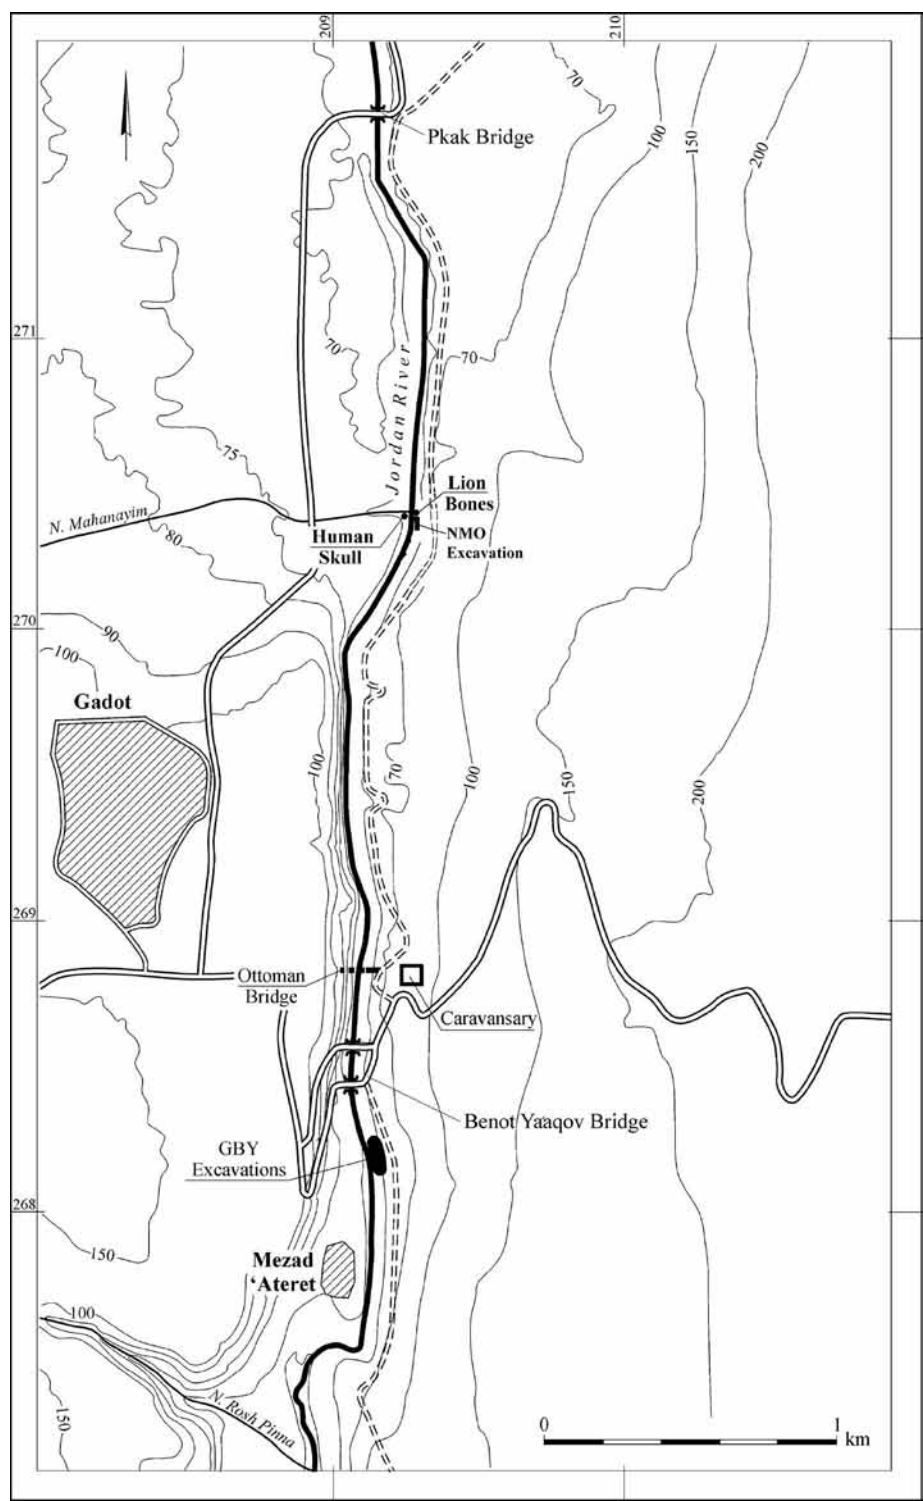 209
210
70
100
150
200
Pkak Bridge
271
70
70
Jordan River
75
Lion
Bones
N. Mahanayim
80
Human
Skull
NMO
Excavation
270
90
100
Gadot
100
70
100
150
200
269
Ottoman
Bridge
Caravansary
Benot Yaaqov Bridge
GBY
Excavations
268
150
Mezad
‘Ateret
100
N. Rosh Pinna
150
0
1
km